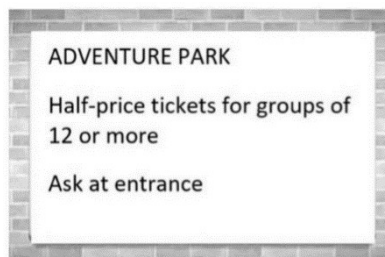 ADVENTURE PARK
Half-price tickets for groups of
12 or more
Ask at entrance